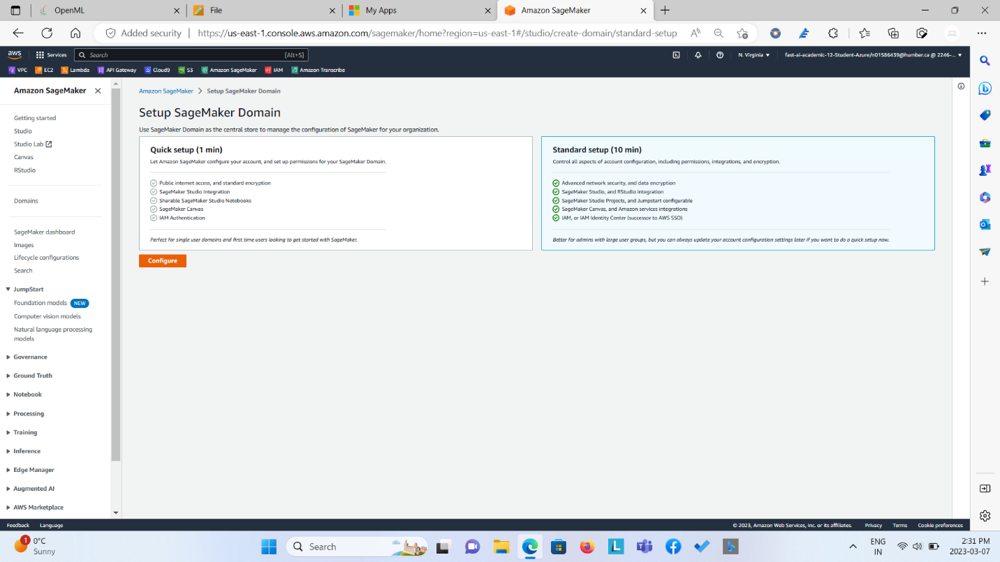 OpenML
File
My Apps
Amazon SageMaker
Added security
https://us-east-1.console.aws.amazon.com/sagemaker/home?region=us-east-1#/studio/create-domain/standard-setup
aws
Services
Search
[Alt+S]
N. Virginia
fast-ai-academic-12-Student-Azure/n01586439@humber.ca @ 2246-...
VPC
EC2
Lambda
API Gateway
Cloud9
S3
Amazon SageMaker
IAM
Amazon Transcribe
Amazon SageMaker
Getting started
Studio
Studio Lab
Canvas
RStudio
Domains
SageMaker dashboard
Images
Lifecycle configurations
Search
JumpStart
Foundation models NEW
Computer vision models
Natural language processing
models
Governance
Ground Truth
Notebook
Processing
Training
Inference
Edge Manager
Augmented AI
AWS Marketplace
Amazon SageMaker > Setup SageMaker Domain
Setup SageMaker Domain
Use SageMaker Domain as the central store to manage the configuration of SageMaker for your organization.
Quick setup (1 min)
Let Amazon SageMaker configure your account, and set up permissions for your SageMaker Domain.
Public internet access, and standard encryption
SageMaker Studio Integration
Sharable SageMaker Studio Notebooks
SageMaker Canvas
IAM Authentication
Perfect for single user domains and first time users looking to get started with SageMaker.
Standard setup (10 min)
Control all aspects of account configuration, including permissions, integrations, and encryption.
Advanced network security, and data encryption
SageMaker Studio, and RStudio integration
SageMaker Studio Projects, and Jumpstart configurable
SageMaker Canvas, and Amazon services integrations
IAM, or IAM Identity Center (successor to AWS SSO)
Better for admins with large user groups, but you can always update your account configuration settings later if you want to do a quick setup now.
Configure
Feedback
Language
© 2023, Amazon Web Services, Inc. or its affiliates.
Privacy
Terms
Cookie preferences
1
0°C
Sunny
Search
ENG
IN
2:31 PM
2023-03-07